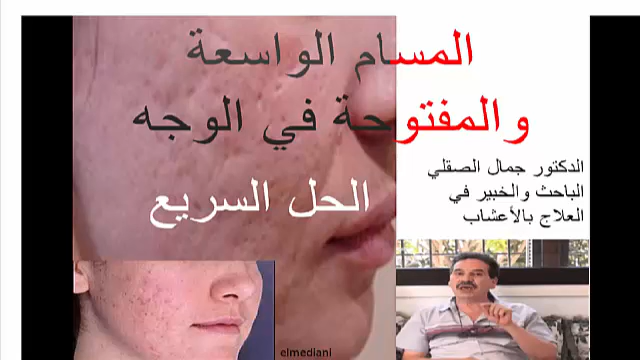 المسام الواسعة
والمفتوحة في الوجه
الحل السريع
الدكتور جمال الصقلي
الباحث والخبير في
العلاج بالأعشاب
elmediani